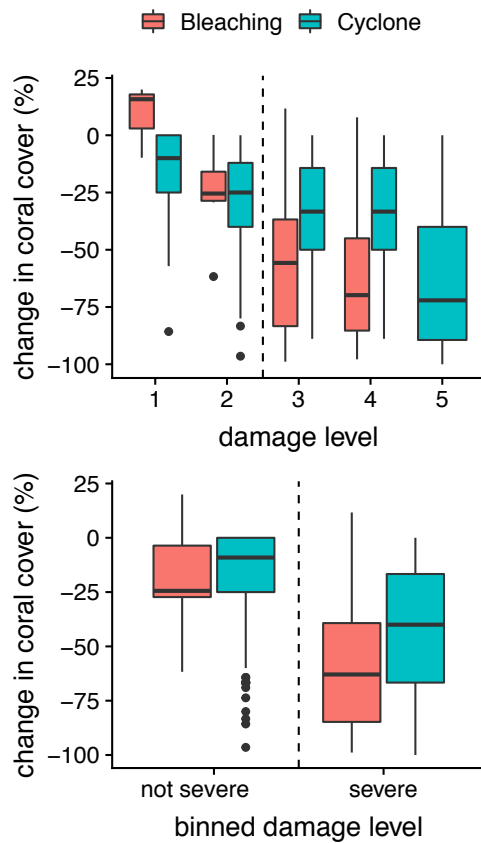 Bleaching Cyclone
change in coral cover (%)
25
0
−25
−50
−75
−100
1 2 3 4 5
damage level
change in coral cover (%)
25
0
−25
−50
−75
−100
not severe severe
binned damage level